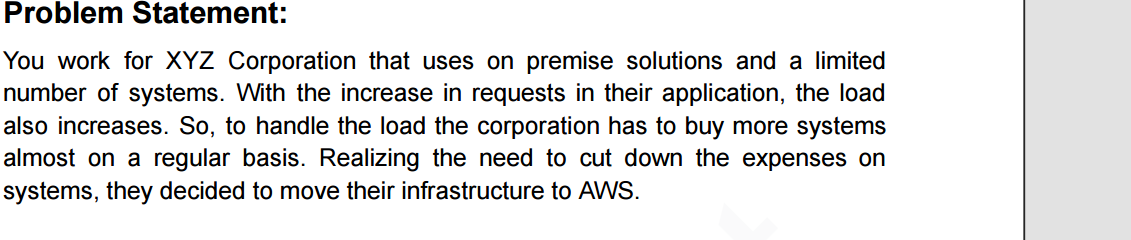 Problem Statement:
You work for XYZ Corporation that uses on premise solutions and a limited
number of systems. With the increase in requests in their application, the load
also increases. So, to handle the load the corporation has to buy more systems
almost on a regular basis. Realizing the need to cut down the expenses on
systems, they decided to move their infrastructure to AWS.